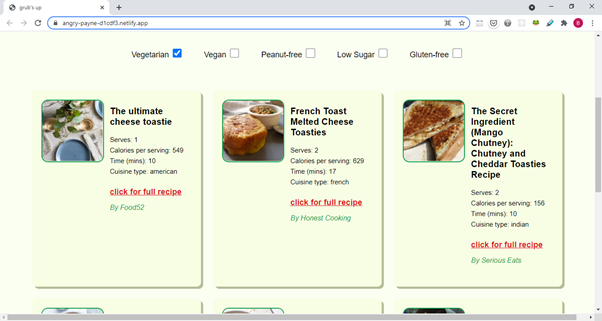 grub's up
angry-payne-d1cdf3.netlify.app
B
Vegetarian Vegan Peanut-free Low Sugar Gluten-free
The ultimate
cheese toastie
Serves: 1
Calories per serving: 549
Time (mins): 10
Cuisine type: american
click for full recipe
By Food52
French Toast
Melted Cheese
Toasties
Serves: 2
Calories per serving: 629
Time (mins): 17
Cuisine type: french
click for full recipe
By Honest Cooking
The Secret
Ingredient
(Mango
Chutney):
Chutney and
Cheddar Toasties
Recipe
Serves: 2
Calories per serving: 156
Time (mins): 10
Cuisine type: indian
click for full recipe
By Serious Eats